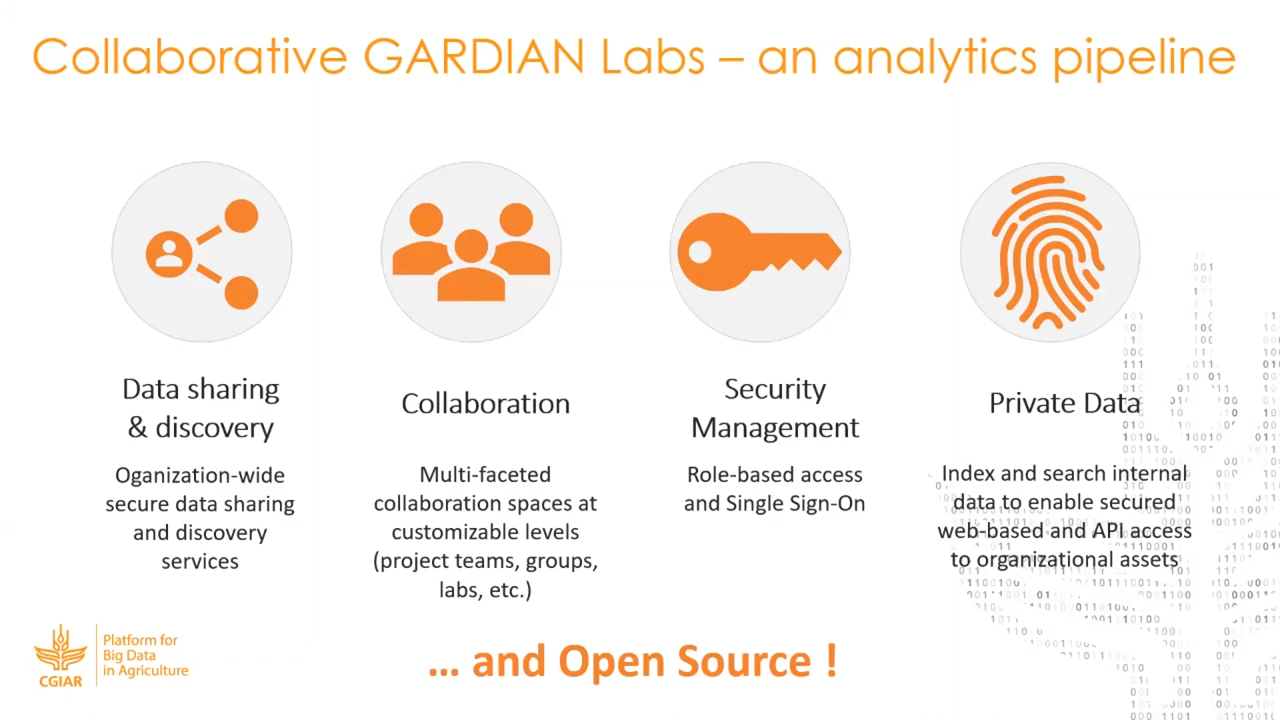 Collaborative GARDIAN Labs – an analytics pipeline
Data sharing
& discovery
Oganization-wide
secure data sharing
and discovery
services
Collaboration
Multi-faceted
collaboration spaces at
customizable levels
(project teams, groups,
labs, etc.)
Security
Management
Role-based access
and Single Sign-On
Private Data
Index and search internal
data to enable secured
web-based and API access
to organizational assets
CGIAR
Platform for
Big Data
in Agriculture
... and Open Source !